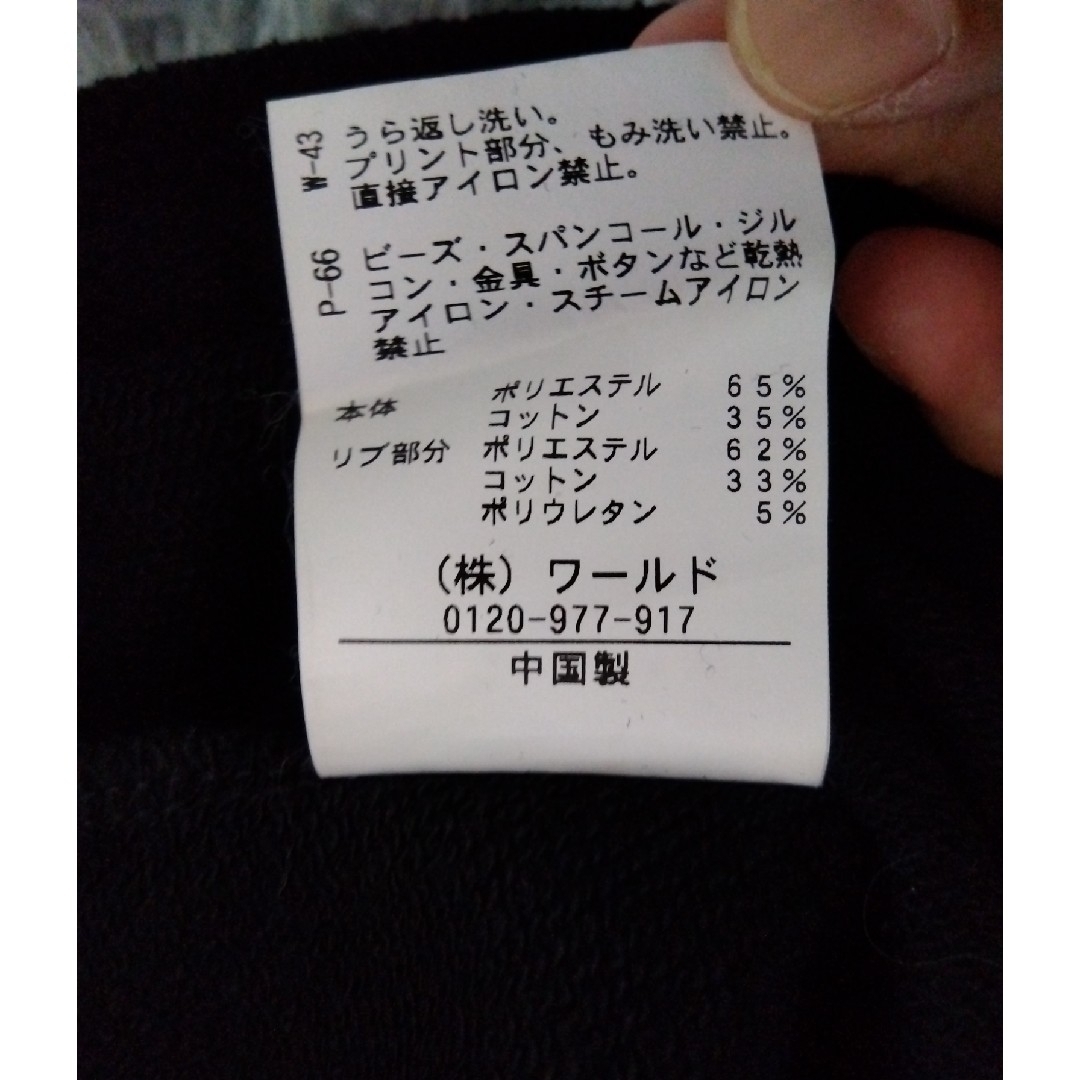 W-43 うら返し洗い。
プリント部分、もみ洗い禁止。
直接アイロン禁止。
P-66 ビーズ・スパンコール・ジル
コン・金具・ボタンなど乾熱
アイロン・スチームアイロン
禁止
本体 ポリエステル 65%
コットン 35%
リブ部分 ポリエステル 62%
コットン 33%
ポリウレタン 5%
(株) ワールド
0120-977-917
中国製